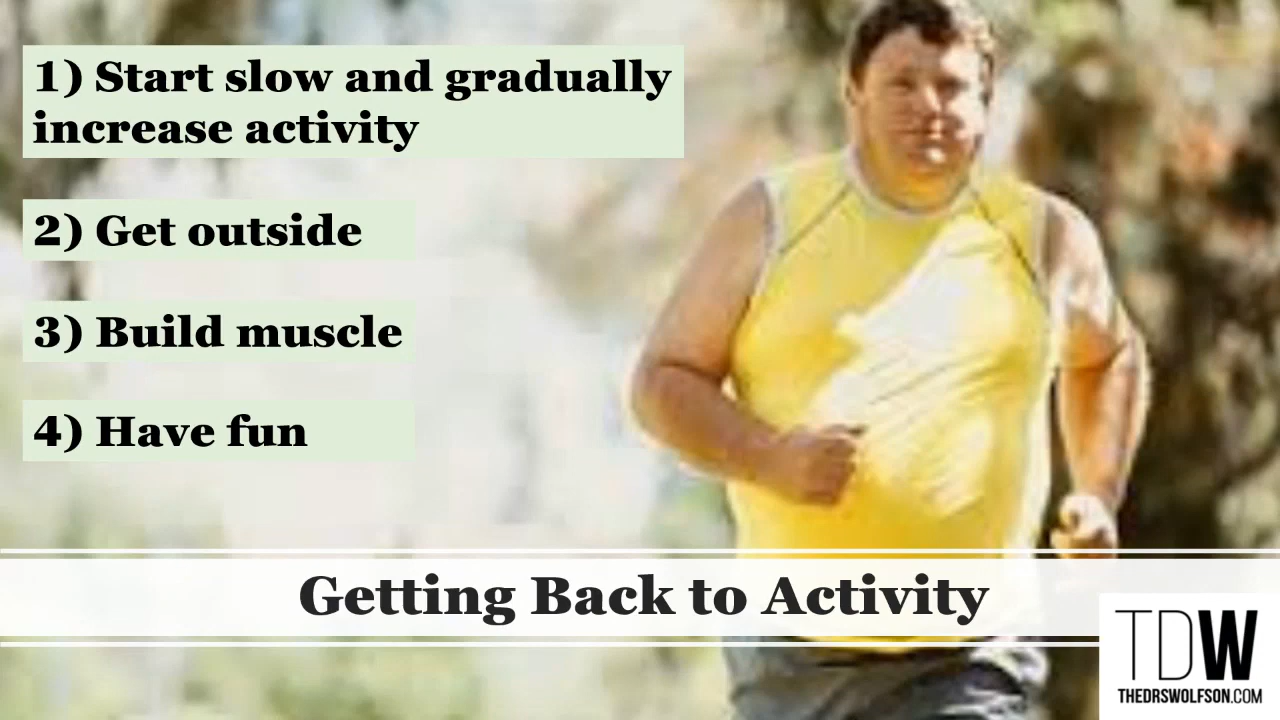 1) Start slow and gradually
increase activity
2) Get outside
3) Build muscle
4) Have fun
Getting Back to Activity
TDW
THEDRSWOLFSON.COM